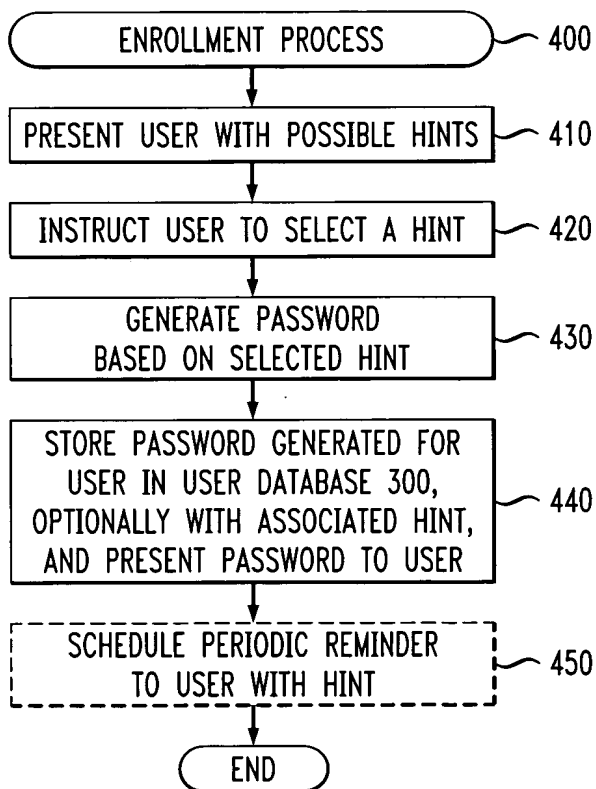 ENROLLMENT PROCESS
400
PRESENT USER WITH POSSIBLE HINTS
410
INSTRUCT USER TO SELECT A HINT
420
GENERATE PASSWORD
BASED ON SELECTED HINT
430
STORE PASSWORD GENERATED FOR
USER IN USER DATABASE 300,
OPTIONALLY WITH ASSOCIATED HINT,
AND PRESENT PASSWORD TO USER
440
SCHEDULE PERIODIC REMINDER
TO USER WITH HINT
450
END